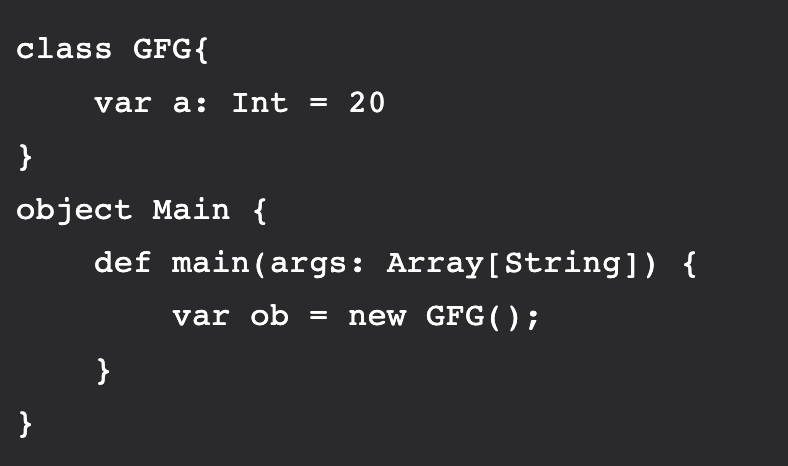 class GFG{
    var a: Int = 20
}
object Main {
    def main(args: Array[String]) {
        var ob = new GFG();
    }
}